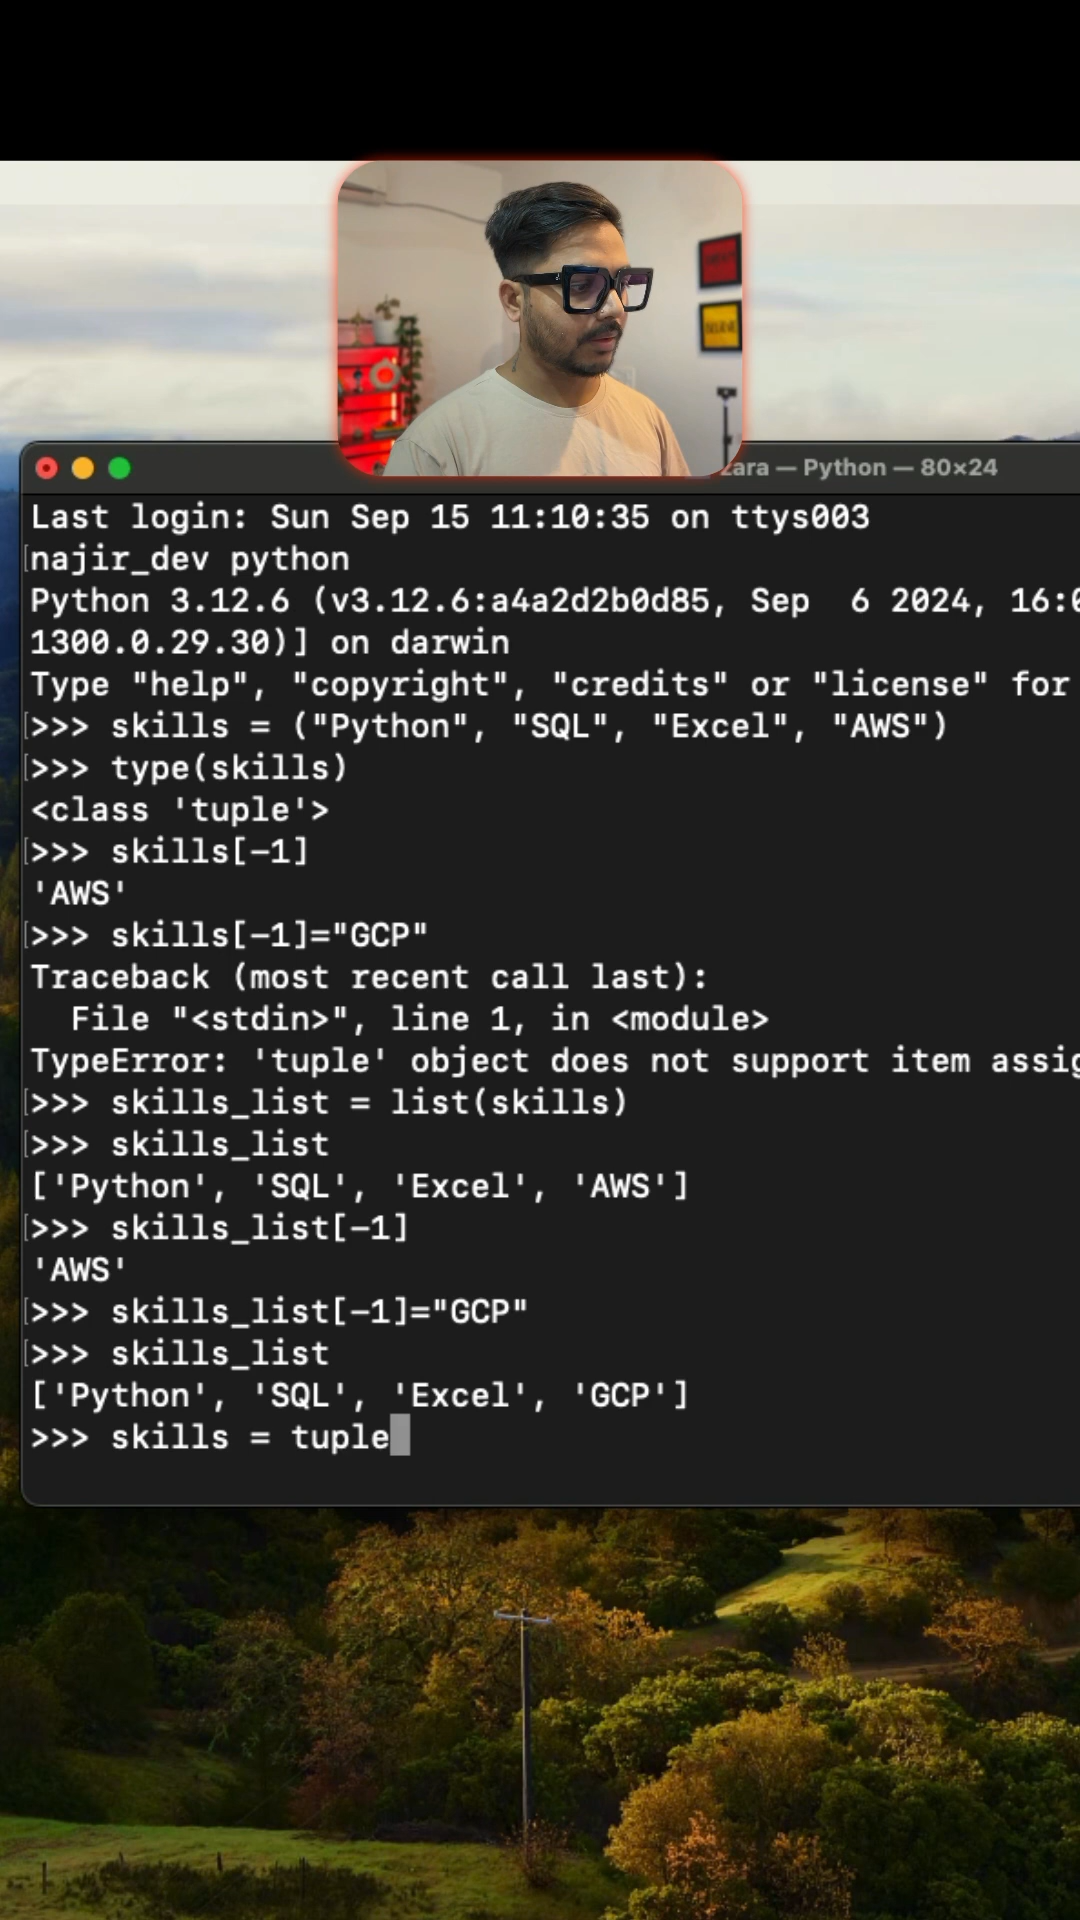 zara — Python — 80×24
Last login: Sun Sep 15 11:10:35 on ttys003
najir_dev python
Python 3.12.6 (v3.12.6:a4a2d2b0d85, Sep  6 2024, 16:0
1300.0.29.30)] on darwin
Type "help", "copyright", "credits" or "license" for
>>> skills = ("Python", "SQL", "Excel", "AWS")
>>> type(skills)
<class 'tuple'>
>>> skills[-1]
'AWS'
>>> skills[-1]="GCP"
Traceback (most recent call last):
  File "<stdin>", line 1, in <module>
TypeError: 'tuple' object does not support item assig
>>> skills_list = list(skills)
>>> skills_list
['Python', 'SQL', 'Excel', 'AWS']
>>> skills_list[-1]
'AWS'
>>> skills_list[-1]="GCP"
>>> skills_list
['Python', 'SQL', 'Excel', 'GCP']
>>> skills = tuple